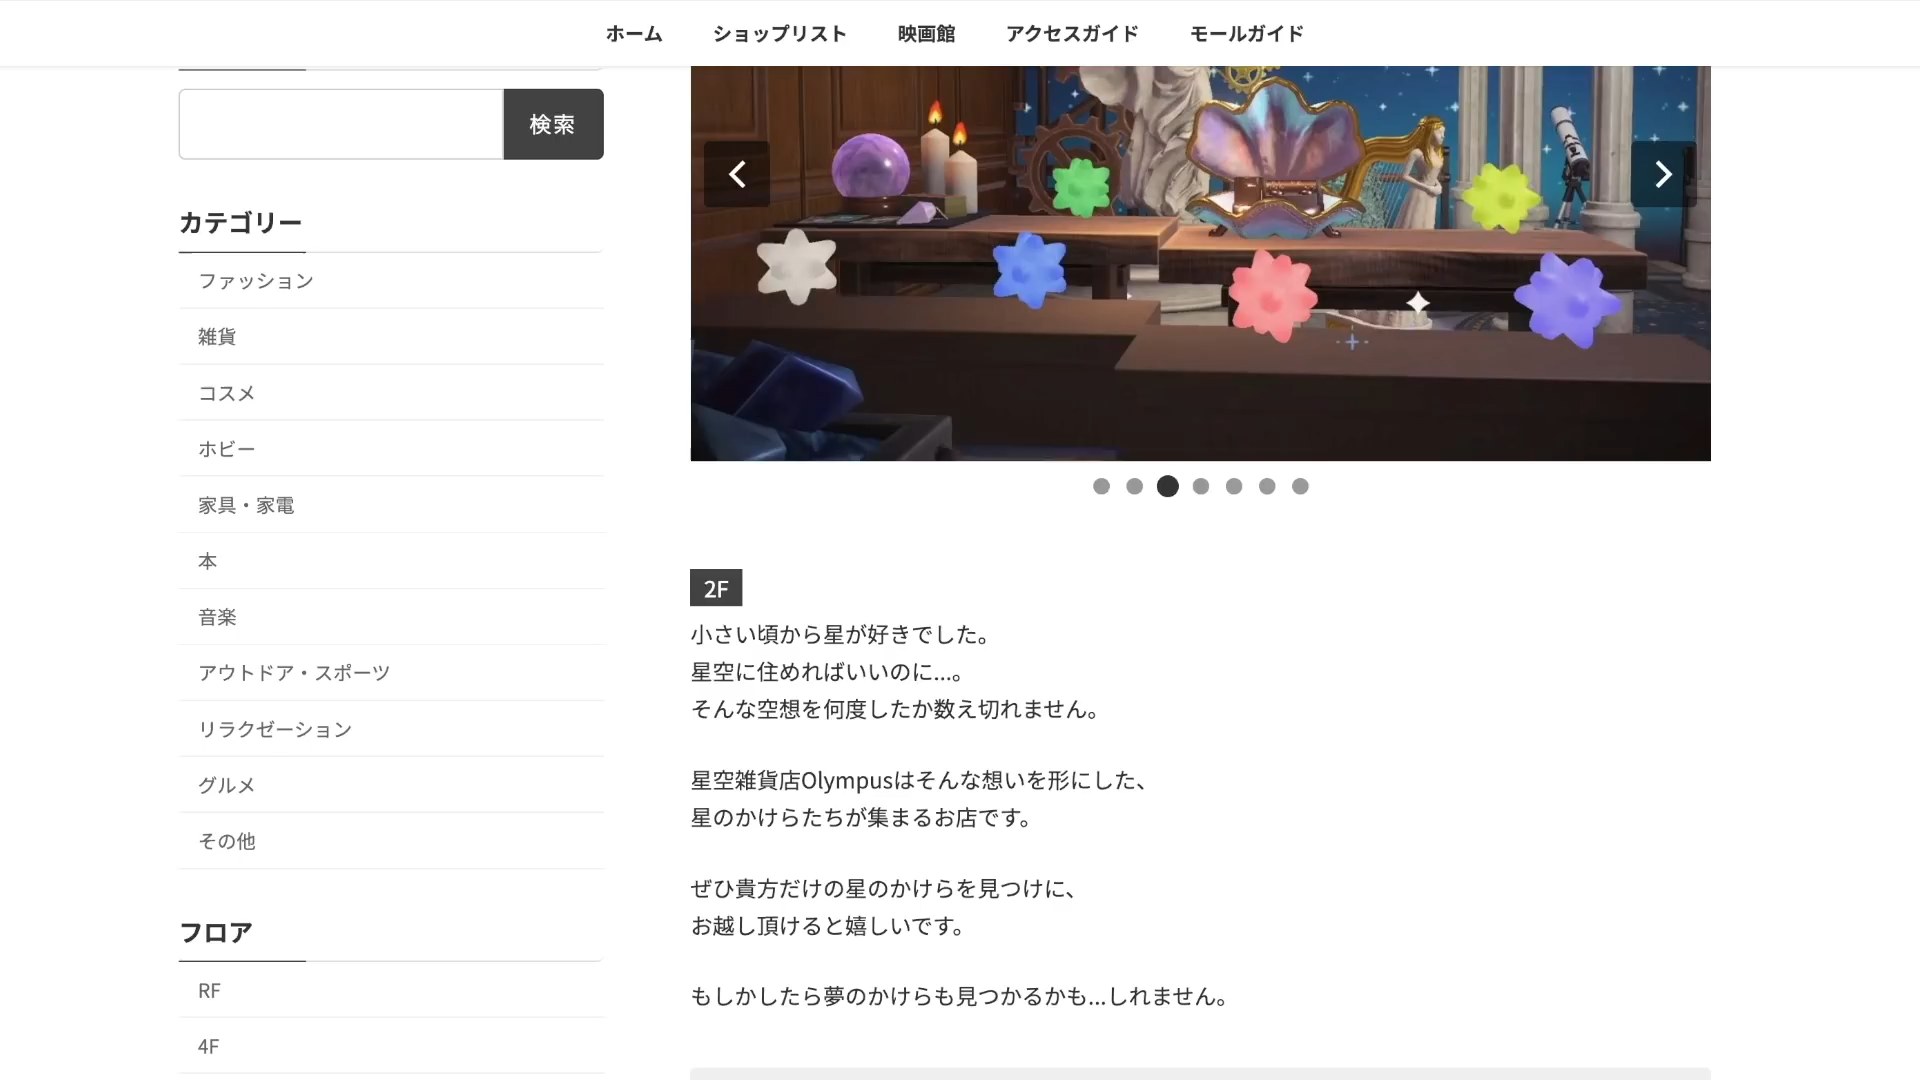 ホーム
ショップリスト
映画館
アクセスガイド
モールガイド
検索
カテゴリー
ファッション
雑貨
コスメ
ホビー
家具・家電
本
音楽
アウトドア・スポーツ
リラクゼーション
グルメ
その他
フロア
RF
4F
2F
小さい頃から星が好きでした。
星空に住めればいいのに...。
そんな空想を何度したか数え切れません。
星空雑貨店Olympusはそんな想いを形にした、
星のかけらたちが集まるお店です。
ぜひ貴方だけの星のかけらを見つけに、
お越し頂けると嬉しいです。
もしかしたら夢のかけらも見つかるかも...しれません。